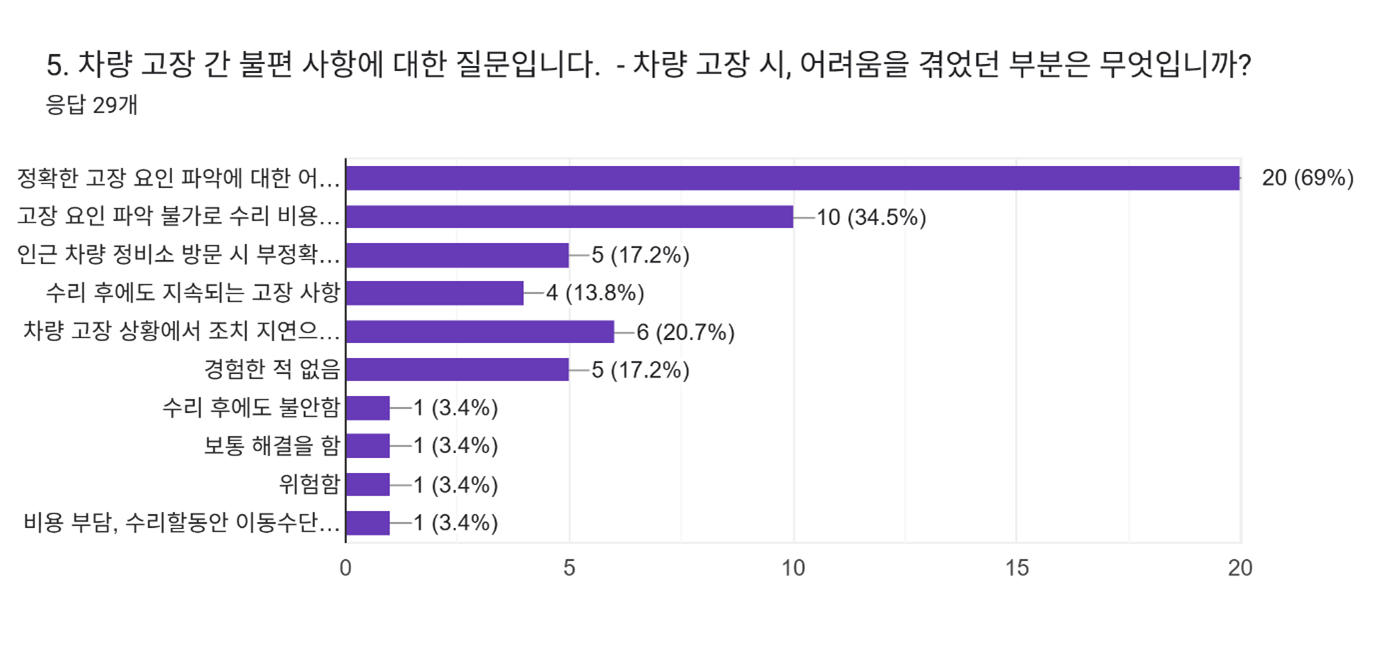 5. 차량 고장 간 불편 사항에 대한 질문입니다.  - 차량 고장 시, 어려움을 겪었던 부분은 무엇입니까?
응답 29개
정확한 고장 요인 파악에 대한 어… 20 (69%)
고장 요인 파악 불가로 수리 비용… 10 (34.5%)
인근 차량 정비소 방문 시 부정확… 5 (17.2%)
수리 후에도 지속되는 고장 사항 4 (13.8%)
차량 고장 상황에서 조치 지연으… 6 (20.7%)
경험한 적 없음 5 (17.2%)
수리 후에도 불안함 1 (3.4%)
보통 해결을 함 1 (3.4%)
위험함 1 (3.4%)
비용 부담, 수리할동안 이동수단… 1 (3.4%)
0 5 10 15 20